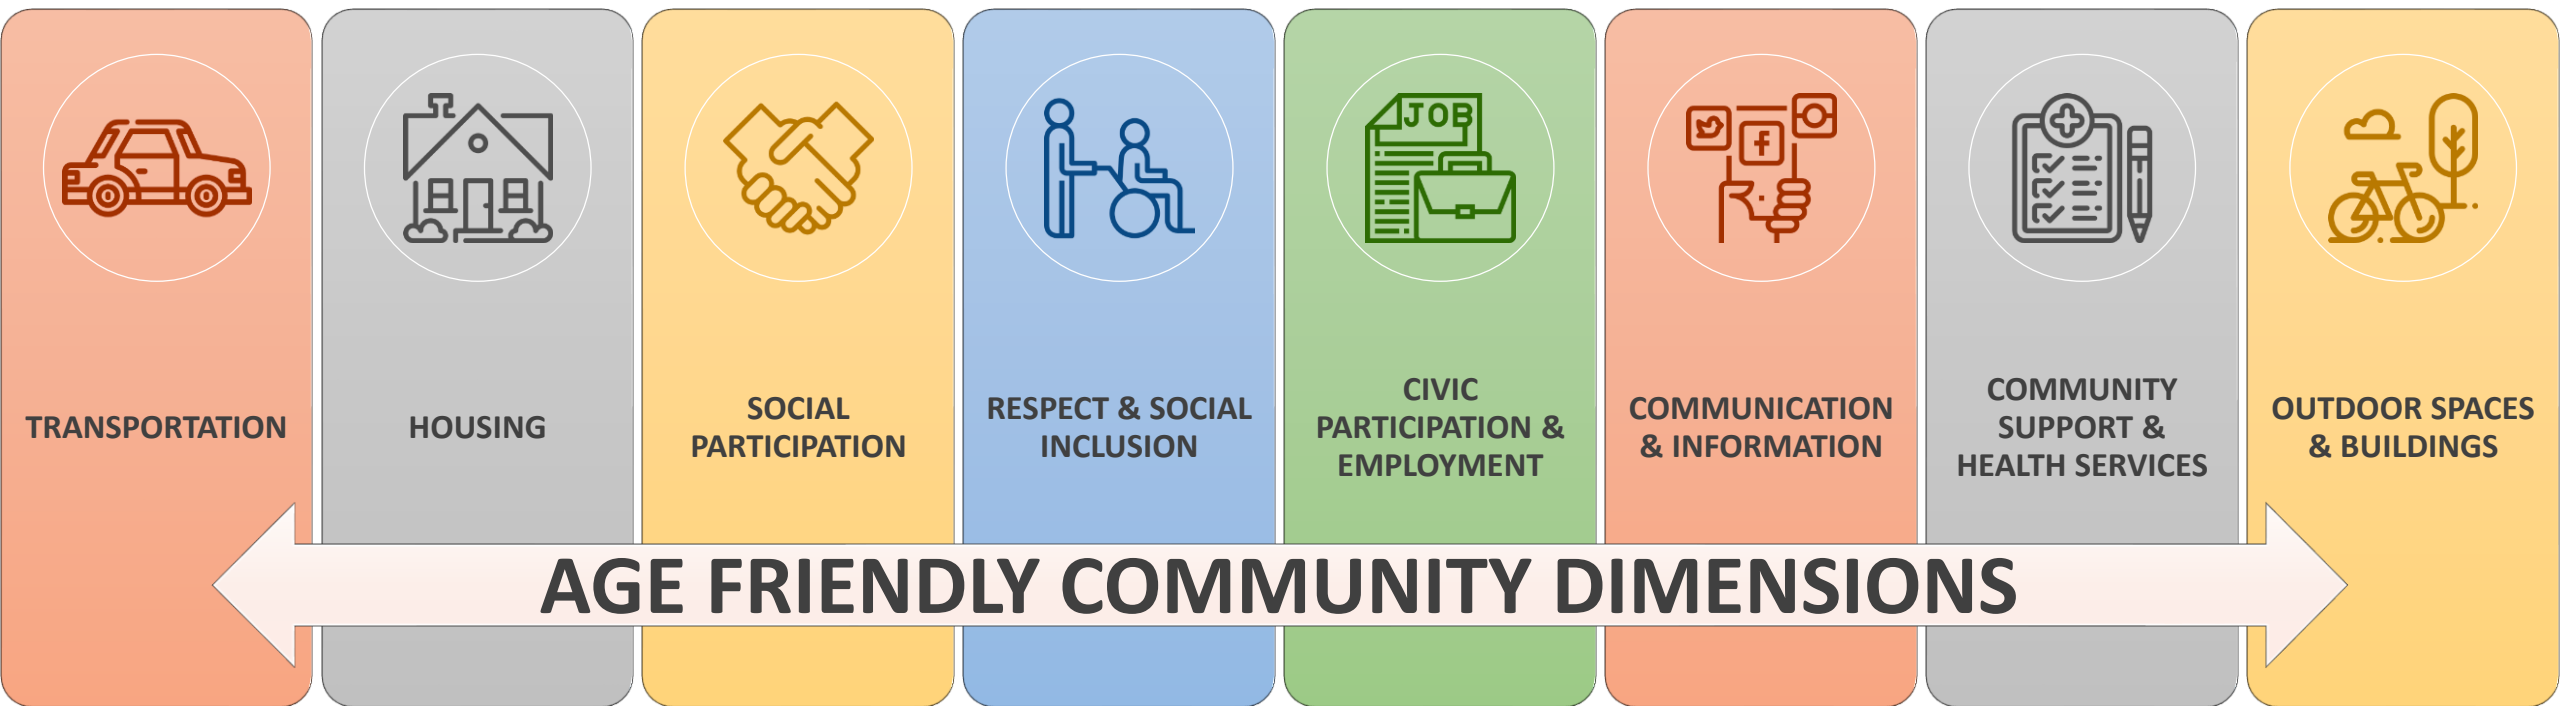 JOB
TRANSPORTATION
HOUSING
SOCIAL
PARTICIPATION
RESPECT & SOCIAL
INCLUSION
CIVIC
PARTICIPATION &
EMPLOYMENT
COMMUNICATION
& INFORMATION
COMMUNITY
SUPPORT &
HEALTH SERVICES
OUTDOOR SPACES
& BUILDINGS
AGE FRIENDLY COMMUNITY DIMENSIONS